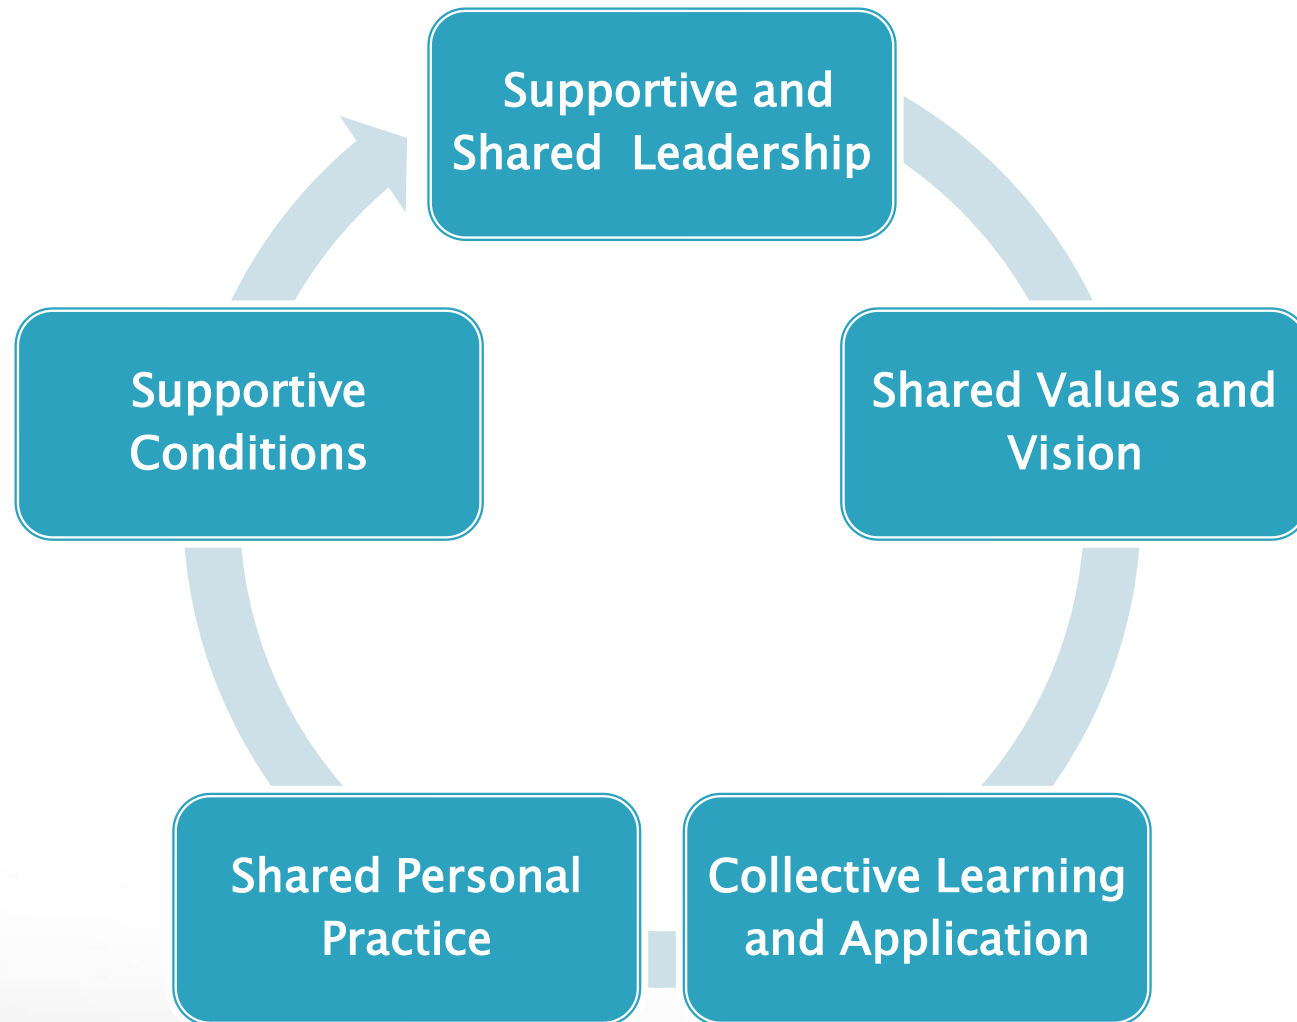 Supportive and
Shared  Leadership
Shared Values and
Vision
Collective Learning
and Application
Shared Personal
Practice
Supportive
Conditions